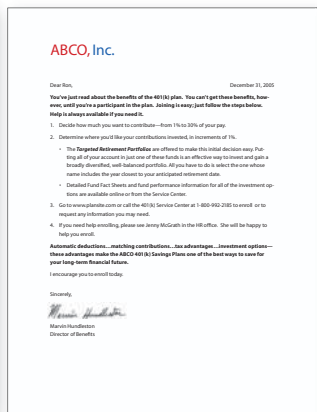 ABCO, Inc.
Dear Ron, December 31, 2005
You've just read about the benefits of the 401(k) plan. You can't get these benefits, how-
ever, until you're a participant in the plan. Joining is easy; just follow the steps below.
Help is always available if you need it.
1. Decide how much you want to contribute—from 1% to 30% of your pay.
2. Determine where you'd like your contributions invested, in increments of 1%.
• The Targeted Retirement Portfolios are offered to make this initial decision easy. Put-
ting all of your account in just one of these funds is an effective way to invest and gain a
broadly diversified, well-balanced portfolio. All you have to do is select the one whose
name includes the year closest to your anticipated retirement date.
• Detailed Fund Fact Sheets and fund performance information for all of the investment op-
tions are available online or from the Service Center.
3. Go to www.plansite.com or call the 401(k) Service Center at 1-800-992-2185 to enroll or to
request any information you may need.
4. If you need help enrolling, please see Jenny McGrath in the HR office. She will be happy to
help you enroll.
Automatic deductions...matching contributions...tax advantages...investment options—
these advantages make the ABCO 401(k) Savings Plans one of the best ways to save for
your long-term financial future.
I encourage you to enroll today.
Sincerely,
Marvin Hundleston
Marvin Hundleston
Director of Benefits